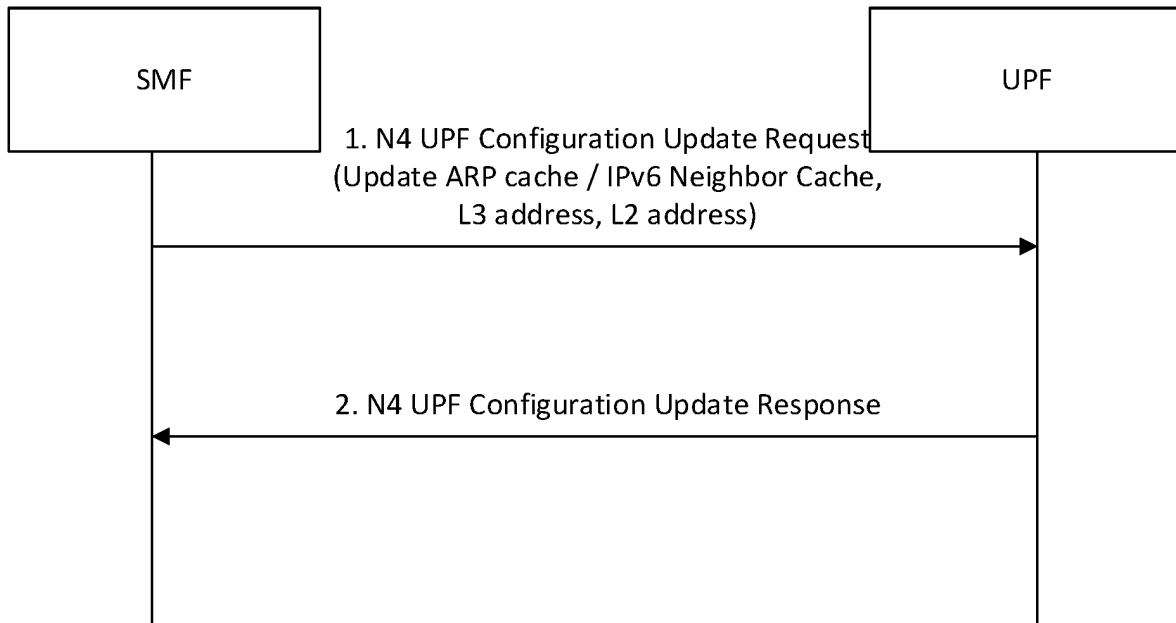 SMF
UPF
1. N4 UPF Configuration Update Request
(Update ARP cache / IPv6 Neighbor Cache,
L3 address, L2 address)
2. N4 UPF Configuration Update Response